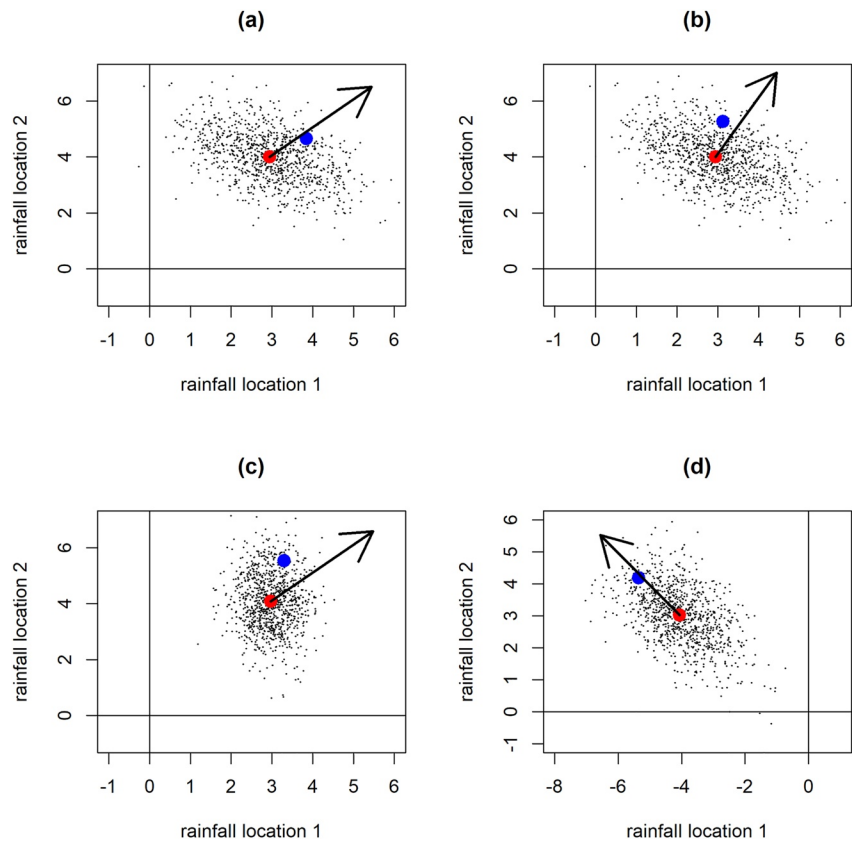 (a)
rainfall location 2
0 2 4 6
-1 0 1 2 3 4 5 6
rainfall location 1
(b)
rainfall location 2
0 2 4 6
-1 0 1 2 3 4 5 6
rainfall location 1
(c)
rainfall location 2
0 2 4 6
-1 0 1 2 3 4 5 6
rainfall location 1
(d)
rainfall location 2
-1 0 1 2 3 4 5 6
-8 -6 -4 -2 0
rainfall location 1